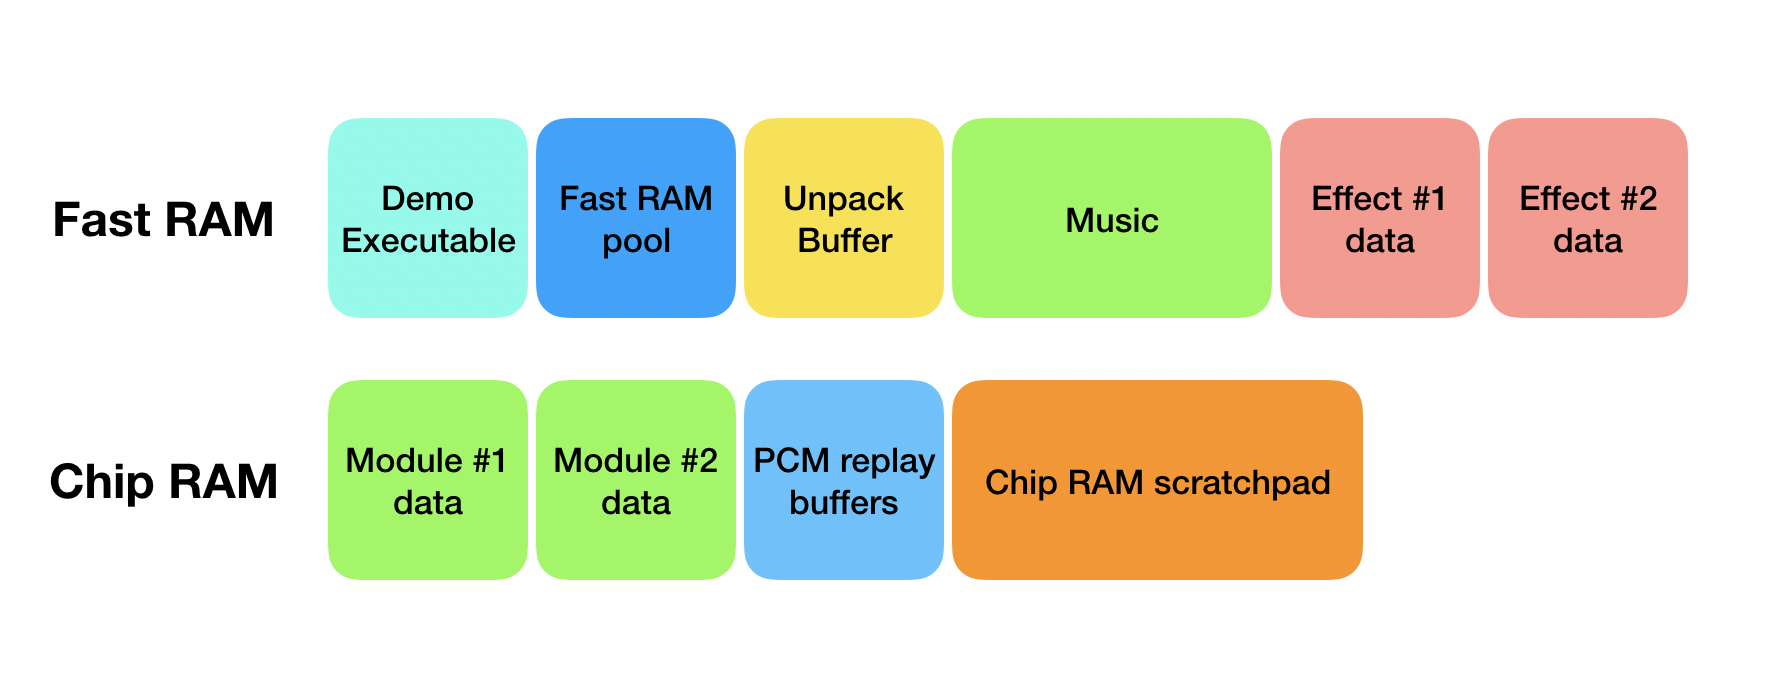 Fast RAM
Demo
Executable
Fast RAM
pool
Unpack
Buffer
Music
Effect #1
data
Effect #2
data
Chip RAM
Module #1
data
Module #2
data
PCM replay
buffers
Chip RAM scratchpad